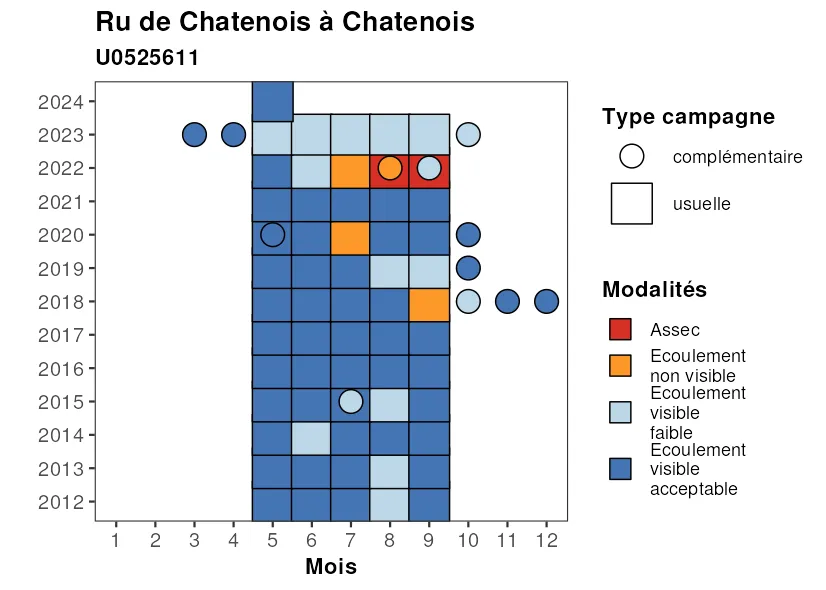 Ru de Chatenois à Chatenois
U0525611
2024
2023
2022
2021
2020
2019
2018
2017
2016
2015
2014
2013
2012
1 2 3 4 5 6 7 8 9 10 11 12
Mois
Type campagne
complémentaire
usuelle
Modalités
Assec
Ecoulement
non visible
Ecoulement
visible
faible
Ecoulement
visible
acceptable